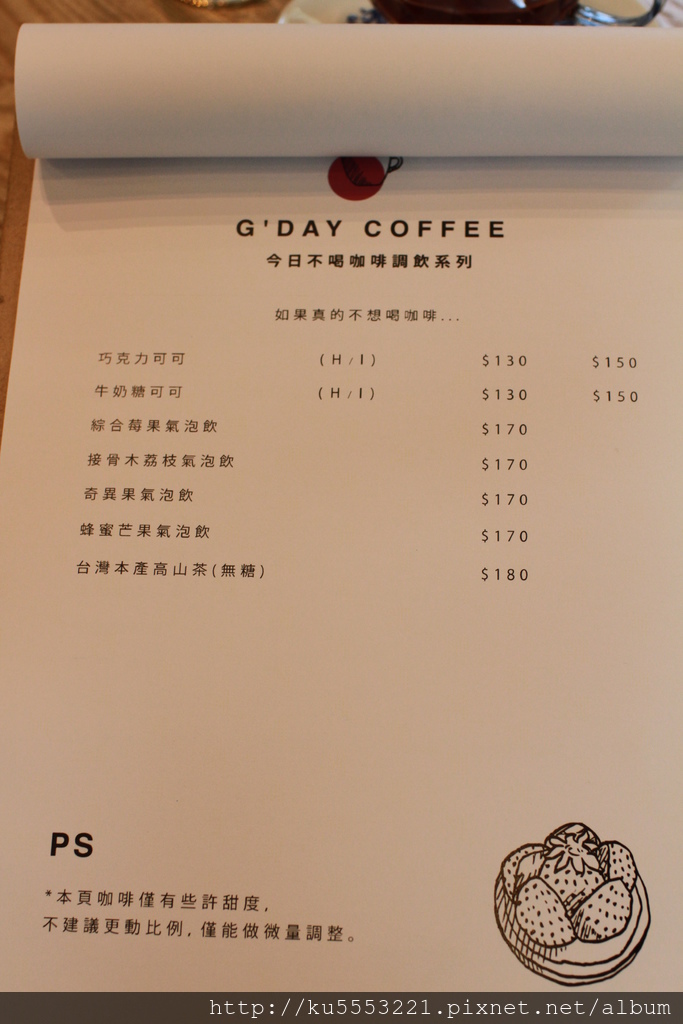 G'DAY COFFEE
今日不喝咖啡調飲系列
如果真的不想喝咖啡...
巧克力可可 (H/I) $130 $150
牛奶糖可可 (H/I) $130 $150
綜合莓果氣泡飲 $170
接骨木荔枝氣泡飲 $170
奇異果氣泡飲 $170
蜂蜜芒果氣泡飲 $170
台灣本產高山茶(無糖) $180
PS
*本頁咖啡僅有些許甜度,
不建議更動比例,僅能做微量調整。
http://ku5553221.pixnet.net/album